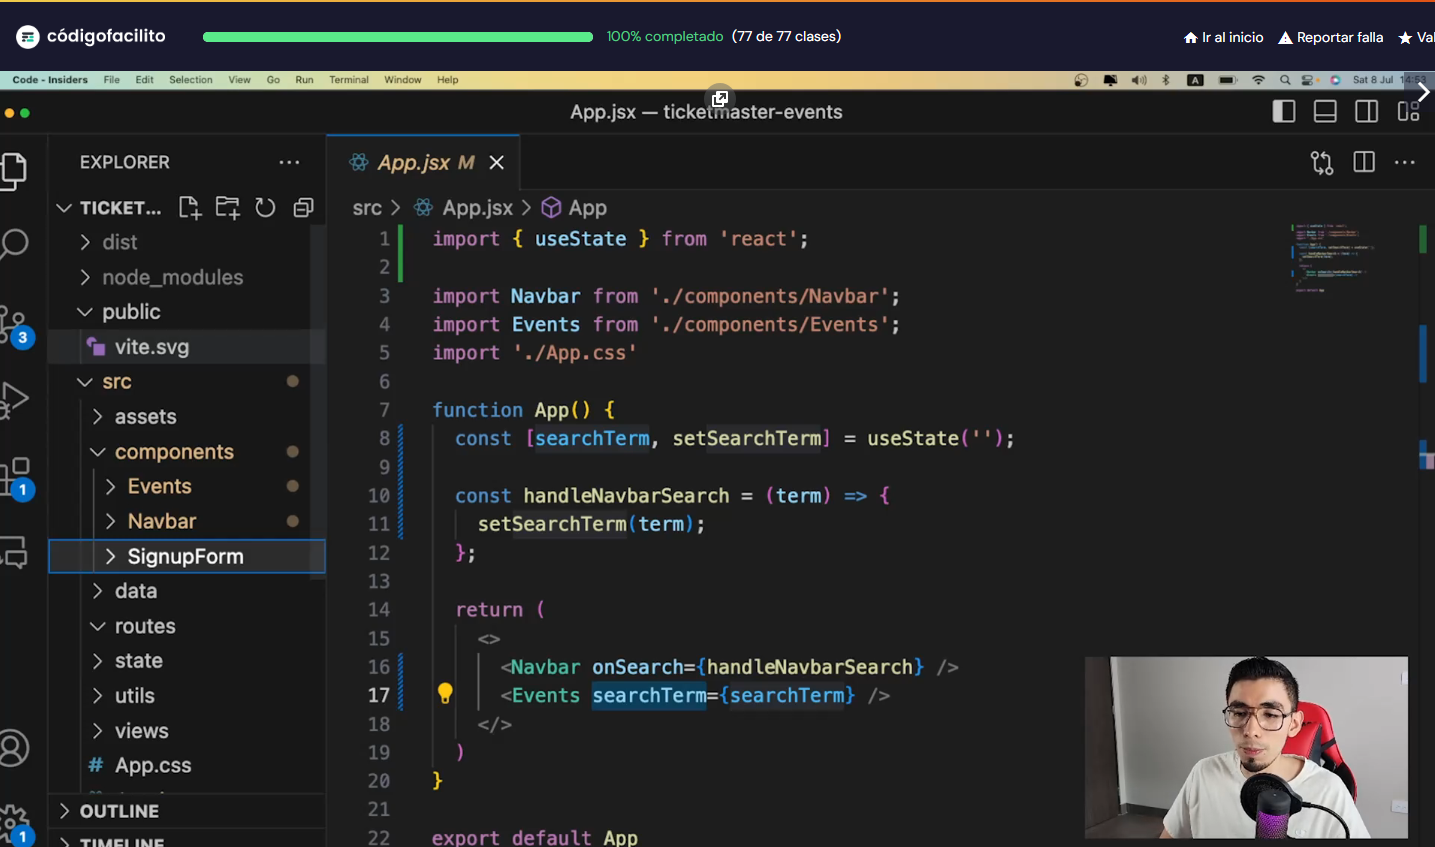 códigofacilito
100% completado (77 de 77 clases)
Ir al inicio
Reportar falla
Val
Code - Insiders File Edit Selection View Go Run Terminal Window Help
A
Sat 8 Jul 14:53
App.jsx — ticketmaster-events
EXPLORER
App.jsx M
TICKET...
src > App.jsx > App
dist
node_modules
public
vite.svg
src
assets
components
Events
Navbar
SignupForm
data
routes
state
utils
views
# App.css
OUTLINE
TIMELINE
3
1
1
1 import { useState } from 'react';
2
3 import Navbar from './components/Navbar';
4 import Events from './components/Events';
5 import './App.css'
6
7 function App() {
8 const [searchTerm, setSearchTerm] = useState('');
9
10 const handleNavbarSearch = (term) => {
11 setSearchTerm(term);
12 };
13
14 return (
15 <>
16 <Navbar onSearch={handleNavbarSearch} />
17 <Events searchTerm={searchTerm} />
18 </>
19 )
20 }
21
22 export default App